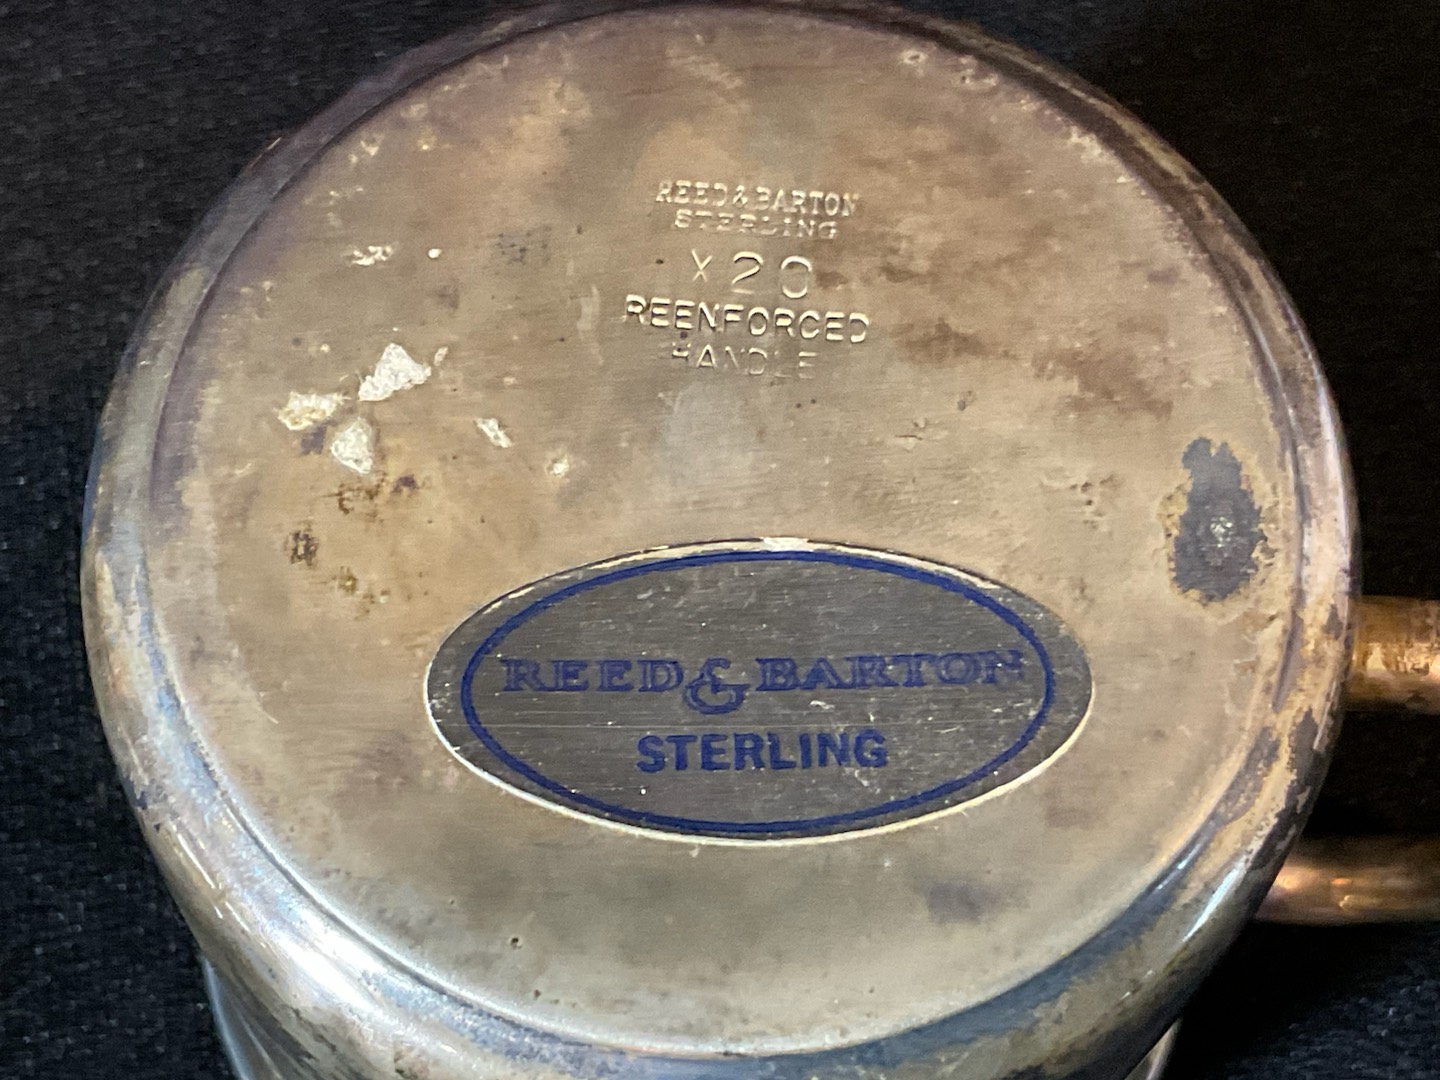 REED & BARTON
STERLING
X20
REENFORCED
HANDLE
REED & BARTON
STERLING